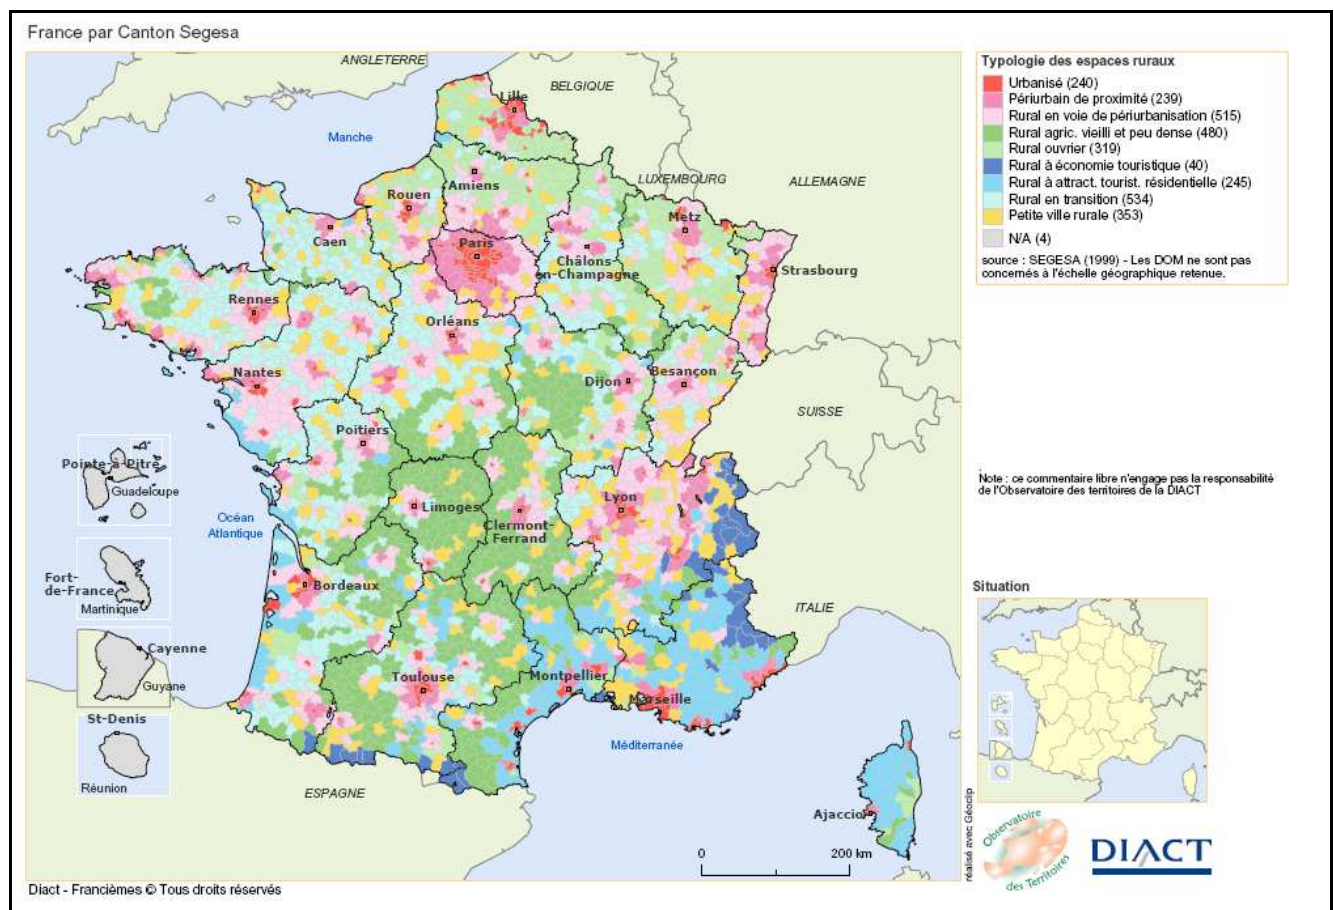 France par Canton Segesa
ANGLETERRE
BELGIQUE
Lille
Manche
LUXEMBOURG
ALLEMAGNE
Amiens
Rouen
Metz
Caen
Paris
Châlons-
en-Champagne
Strasbourg
Rennes
Orléans
Nantes
Dijon
Besançon
SUISSE
Poitiers
Pointe-à-Pitre
Guadeloupe
Océan
Atlantique
Limoges
Clermont-
Ferrand
Lyon
Fort-
de-France
Martinique
Bordeaux
ITALIE
Cayenne
Guyane
Toulouse
Montpellier
Marseille
St-Denis
Réunion
Méditerranée
ESPAGNE
Ajaccio
0 200 km
réalisé avec Géoclip
Diact - Francièmes © Tous droits réservés
Typologie des espaces ruraux
Urbanisé (240)
Périurbain de proximité (239)
Rural en voie de périurbanisation (515)
Rural agric. vieilli et peu dense (480)
Rural ouvrier (319)
Rural à économie touristique (40)
Rural à attract. tourist. résidentielle (245)
Rural en transition (534)
Petite ville rurale (353)
N/A (4)
source : SEGESA (1999) - Les DOM ne sont pas
concernés à l'échelle géographique retenue.
.
Note : ce commentaire libre n'engage pas la responsabilité
de l'Observatoire des territoires de la DIACT
Situation
Observatoire
des Territoires
DIACT